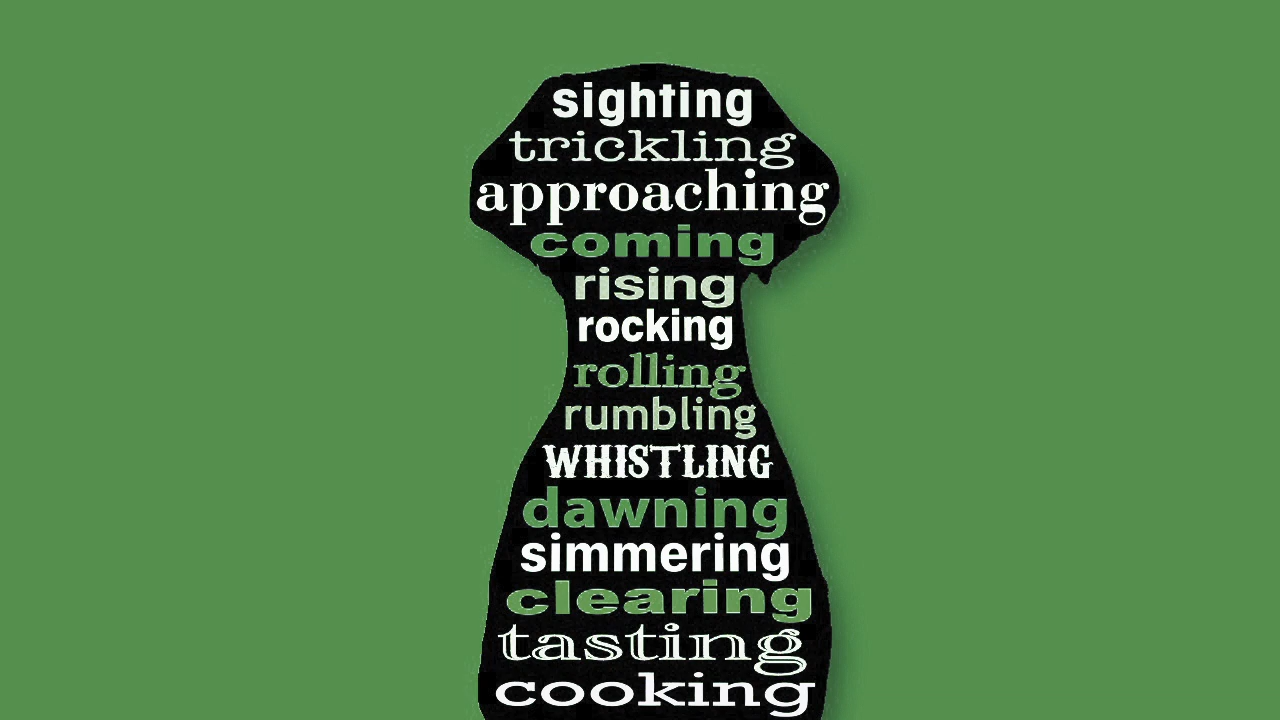 sighting
trickling
approaching
coming
rising
rocking
rolling
rumbling
WHISTLING
dawning
simmering
clearing
tasting
cooking